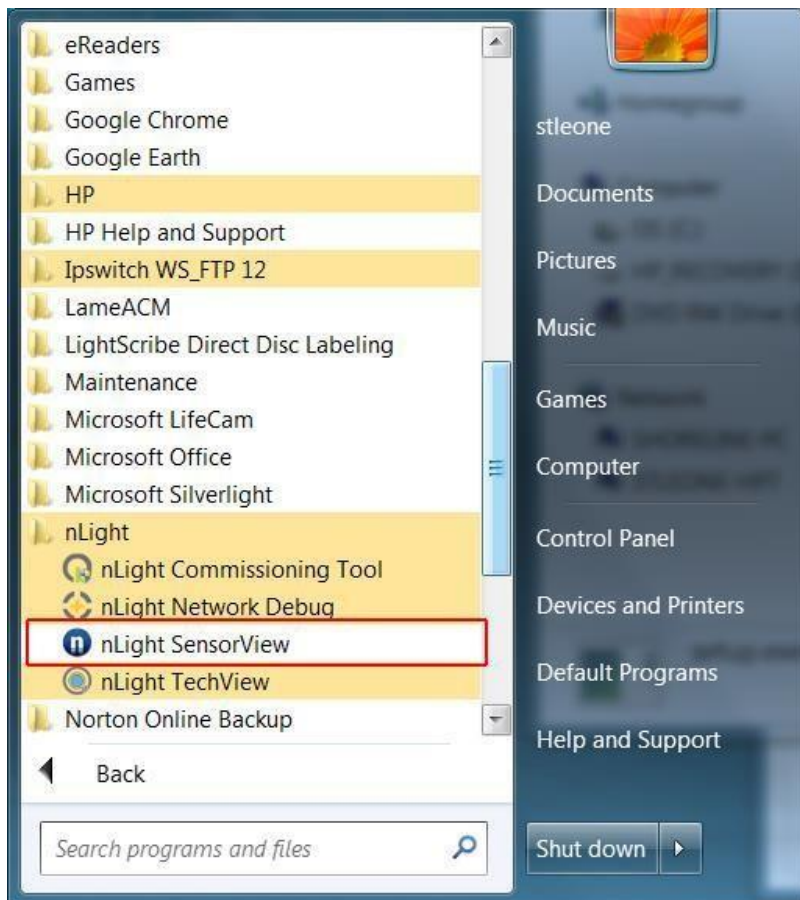 eReaders
Games
Google Chrome
Google Earth
HP
HP Help and Support
Ipswitch WS_FTP 12
LameACM
LightScribe Direct Disc Labeling
Maintenance
Microsoft LifeCam
Microsoft Office
Microsoft Silverlight
nLight
nLight Commissioning Tool
nLight Network Debug
nLight SensorView
nLight TechView
Norton Online Backup
Back
Search programs and files
stleone
Documents
Pictures
Music
Games
Computer
Control Panel
Devices and Printers
Default Programs
Help and Support
Shut down
Homegroup
Computer
Network